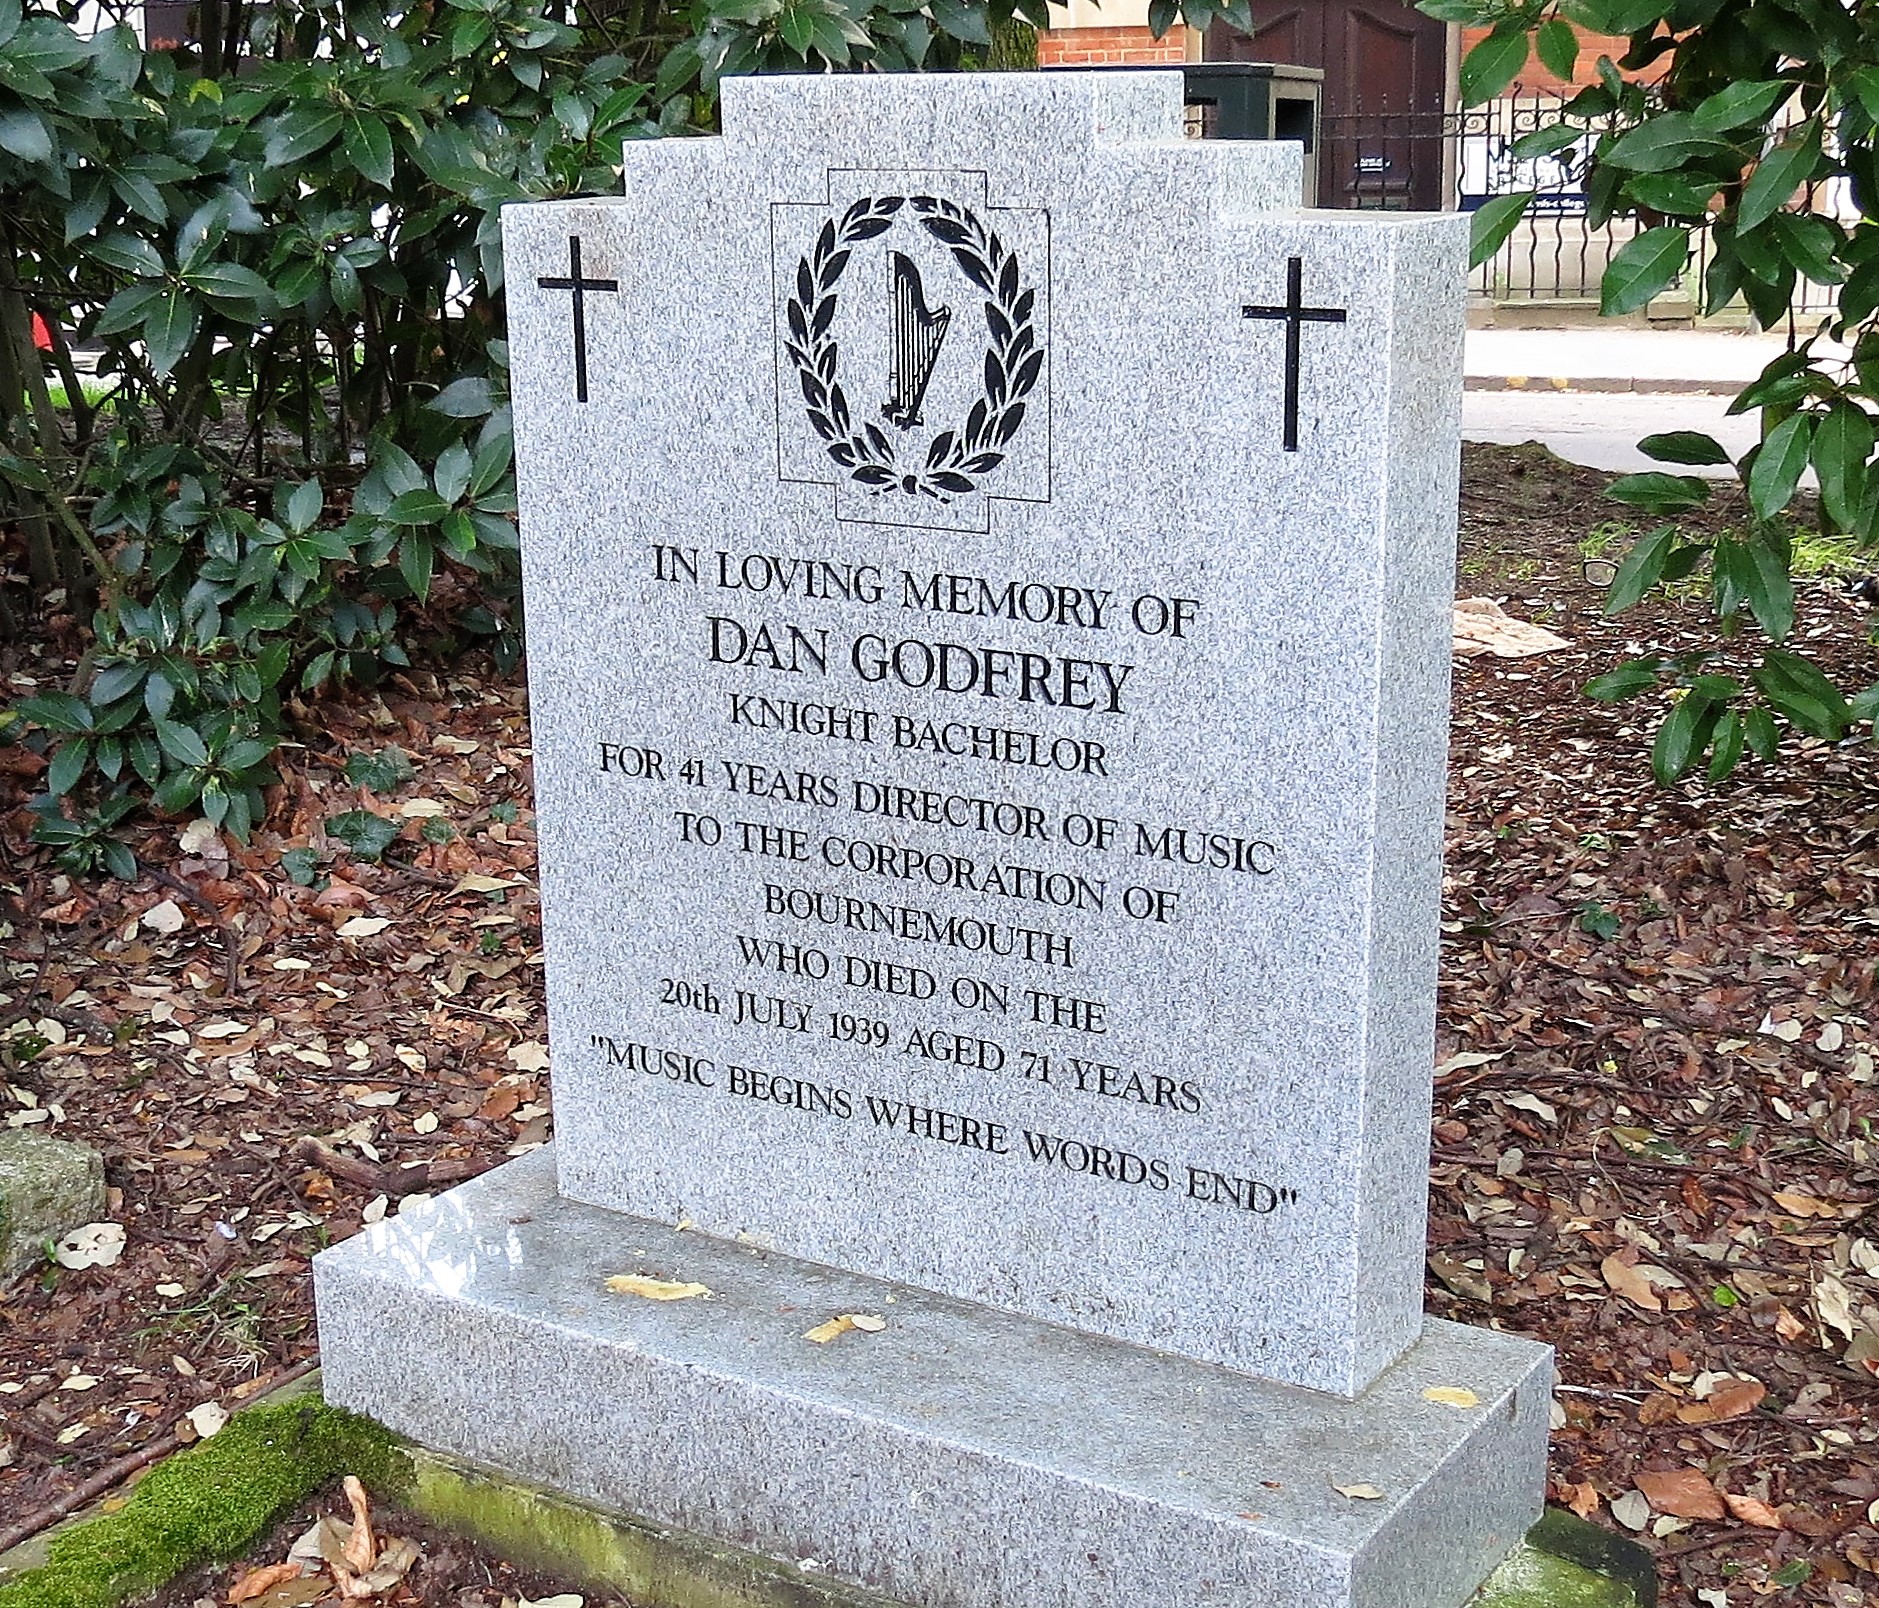 IN LOVING MEMORY OF
DAN GODFREY
KNIGHT BACHELOR
FOR 41 YEARS DIRECTOR OF MUSIC
TO THE CORPORATION OF
BOURNEMOUTH
WHO DIED ON THE
20th JULY 1939 AGED 71 YEARS
"MUSIC BEGINS WHERE WORDS END"